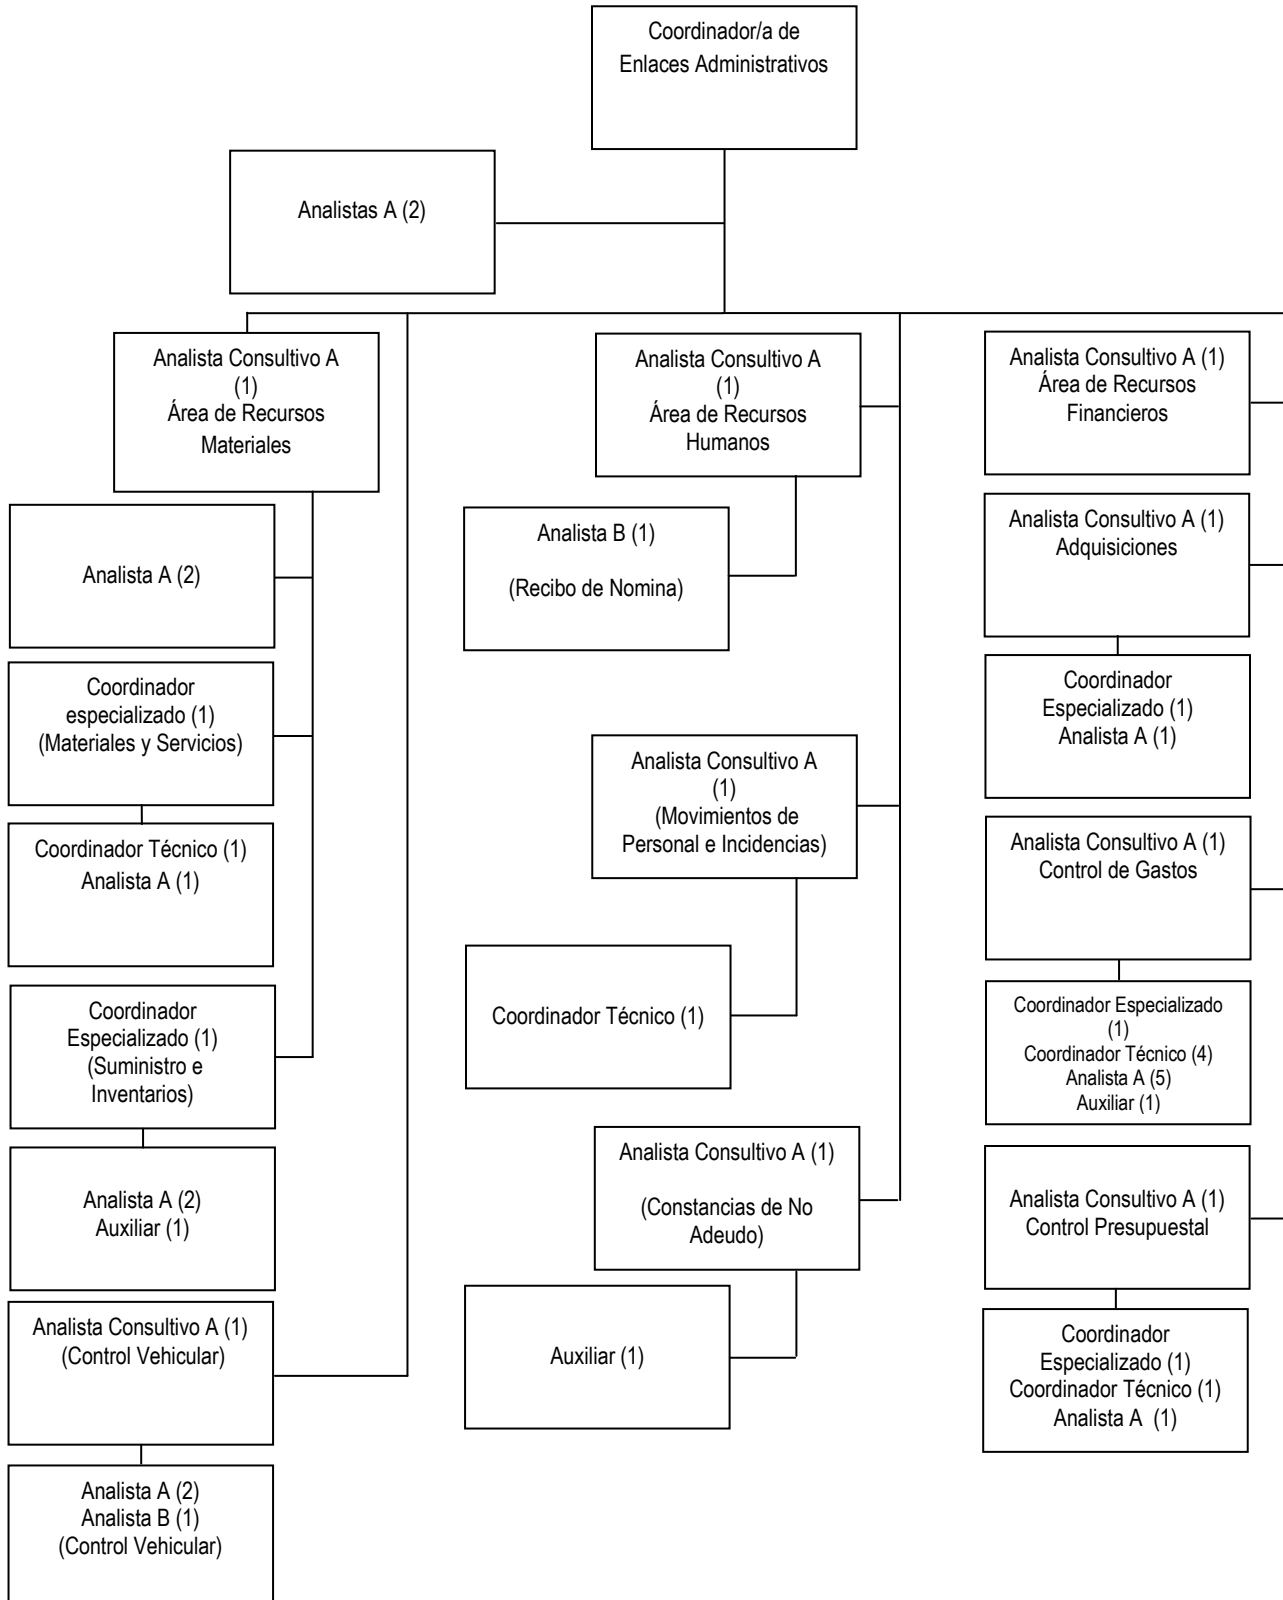 Coordinador/a de
Enlaces Administrativos
Analistas A (2)
Analista Consultivo A
(1)
Área de Recursos
Materiales
Analista A (2)
Coordinador
especializado (1)
(Materiales y Servicios)
Coordinador Técnico (1)
Analista A (1)
Coordinador
Especializado (1)
(Suministro e
Inventarios)
Analista A (2)
Auxiliar (1)
Analista Consultivo A (1)
(Control Vehicular)
Analista A (2)
Analista B (1)
(Control Vehicular)
Analista Consultivo A
(1)
Área de Recursos
Humanos
Analista B (1)
(Recibo de Nomina)
Analista Consultivo A
(1)
(Movimientos de
Personal e Incidencias)
Coordinador Técnico (1)
Analista Consultivo A (1)
(Constancias de No
Adeudo)
Auxiliar (1)
Analista Consultivo A (1)
Área de Recursos
Financieros
Analista Consultivo A (1)
Adquisiciones
Coordinador
Especializado (1)
Analista A (1)
Analista Consultivo A (1)
Control de Gastos
Coordinador Especializado
(1)
Coordinador Técnico (4)
Analista A (5)
Auxiliar (1)
Analista Consultivo A (1)
Control Presupuestal
Coordinador
Especializado (1)
Coordinador Técnico (1)
Analista A (1)